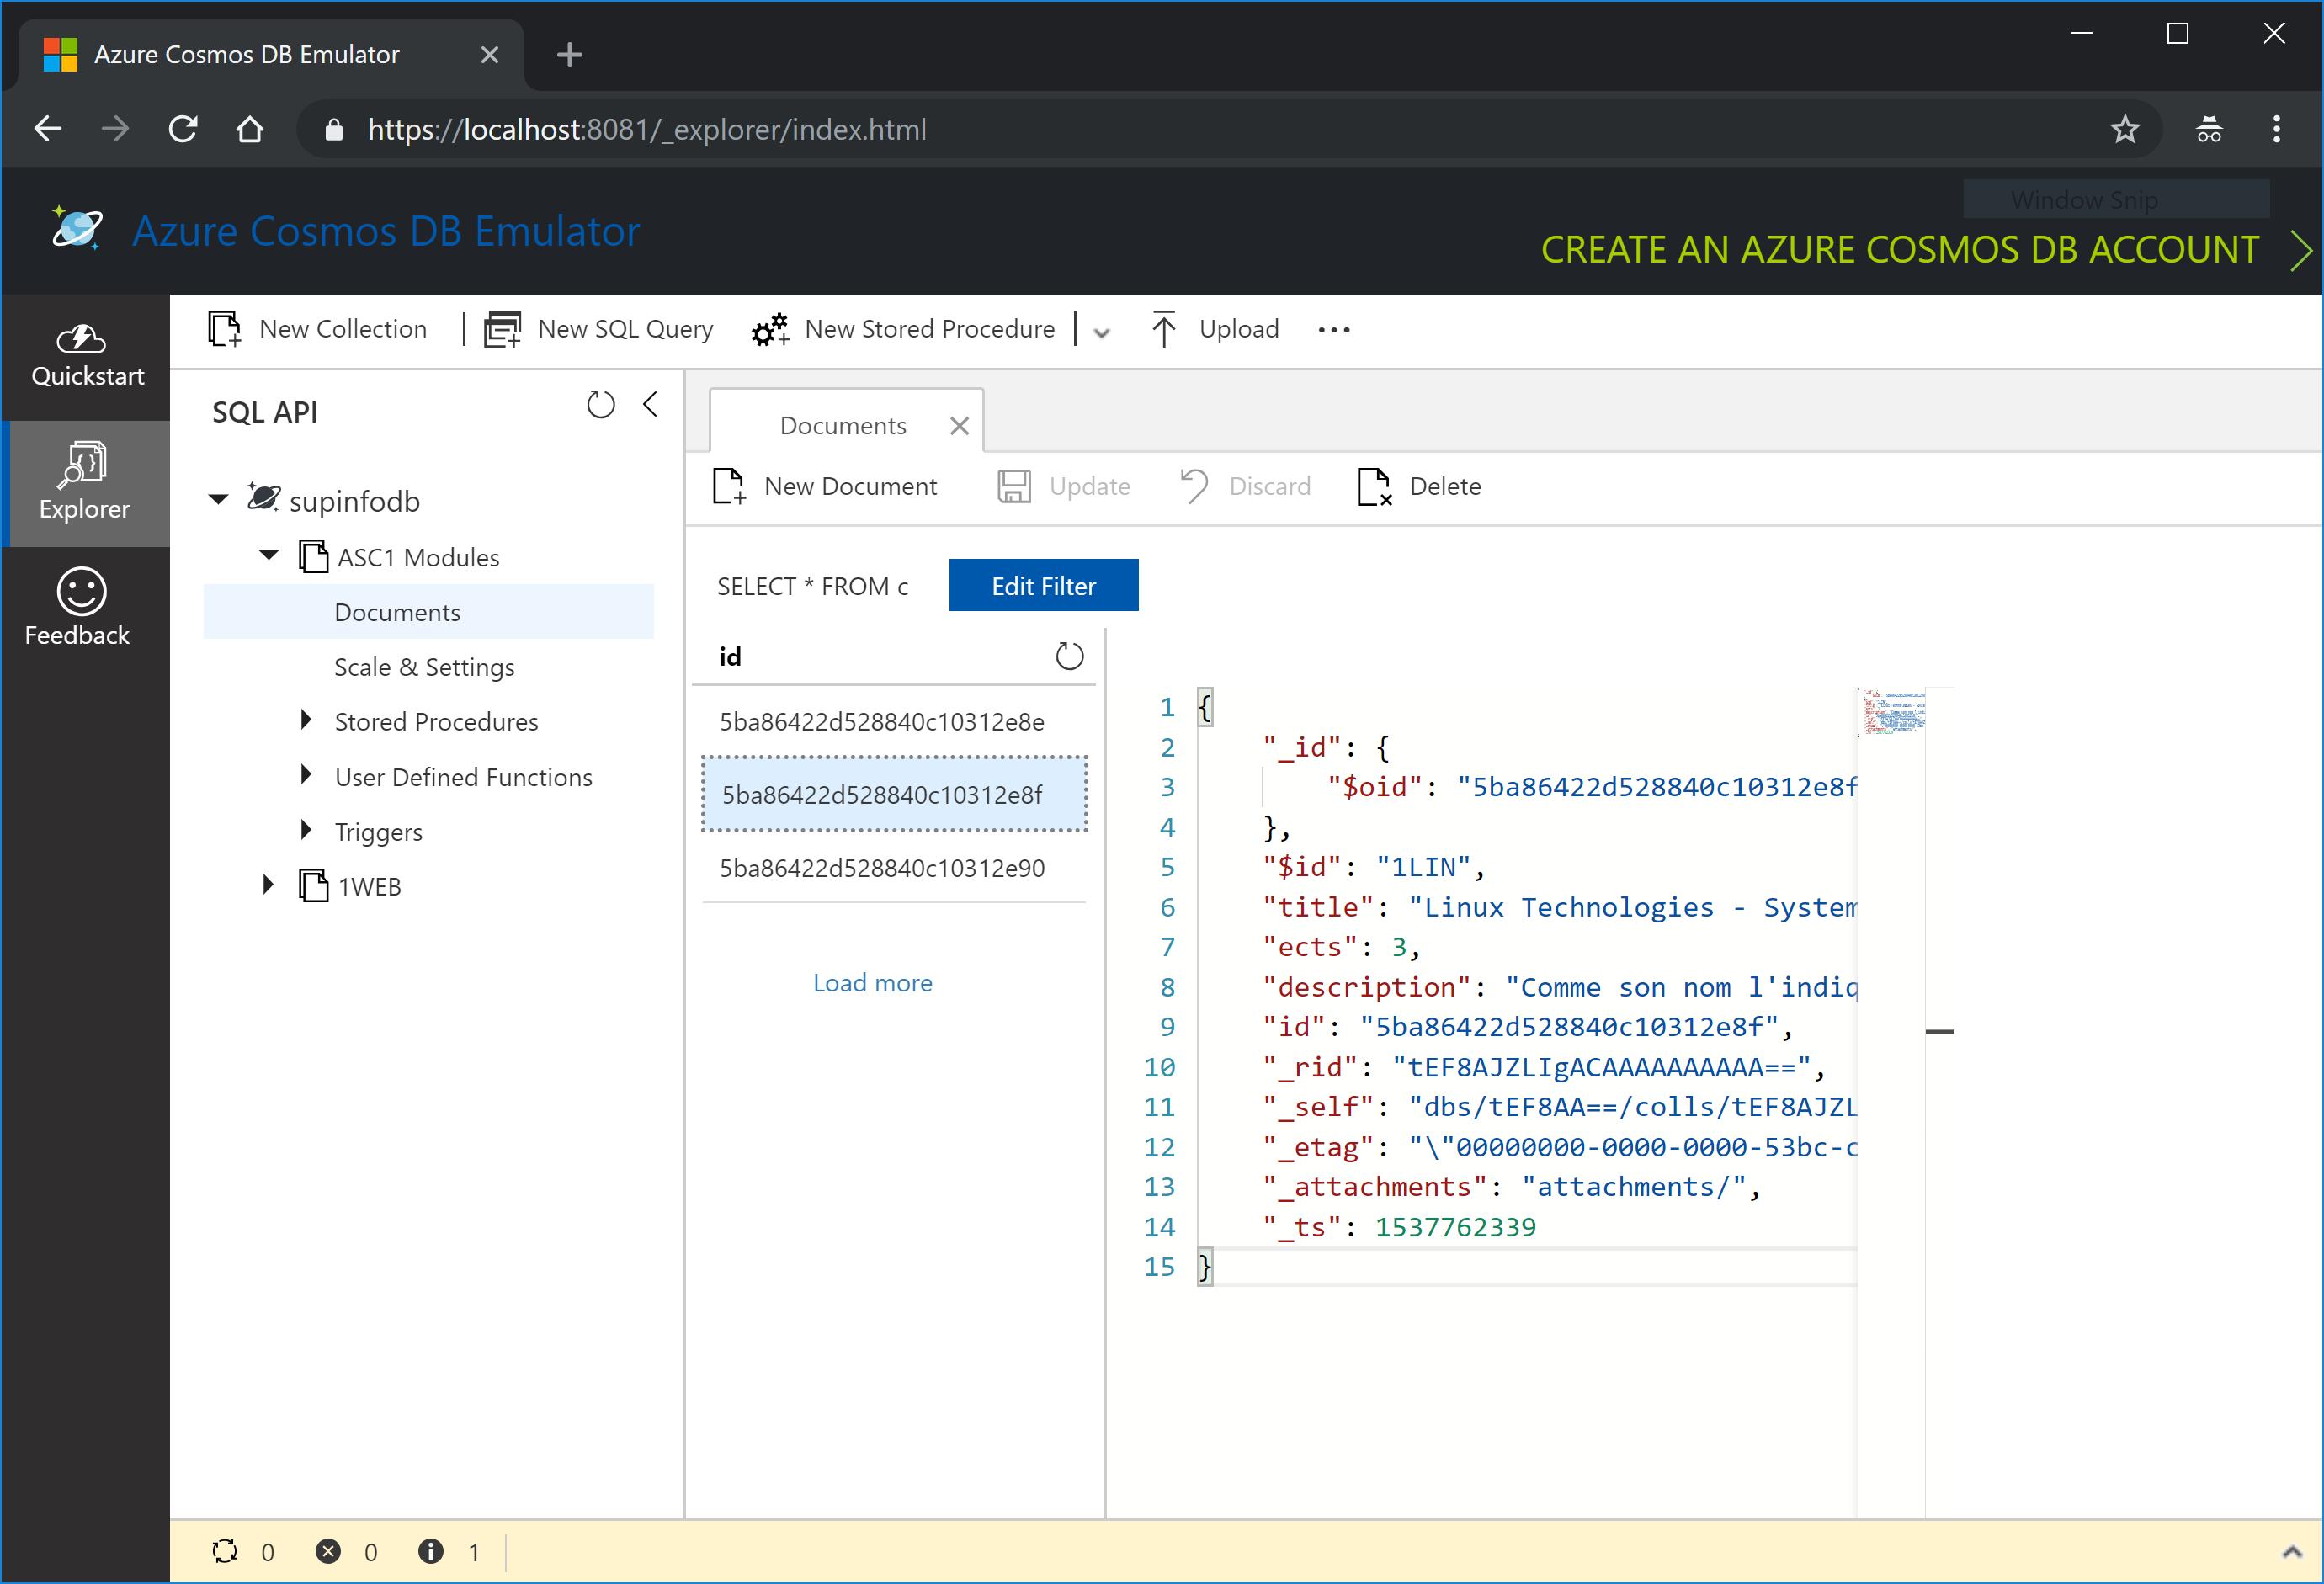 Azure Cosmos DB Emulator
https://localhost:8081/_explorer/index.html
Window Snip
Azure Cosmos DB Emulator
CREATE AN AZURE COSMOS DB ACCOUNT
Quickstart
Explorer
Feedback
New Collection
New SQL Query
New Stored Procedure
Upload
SQL API
supinfodb
ASC1 Modules
Documents
Scale & Settings
Stored Procedures
User Defined Functions
Triggers
1WEB
Documents
New Document
Update
Discard
Delete
SELECT * FROM c
Edit Filter
id
5ba86422d528840c10312e8e
5ba86422d528840c10312e8f
5ba86422d528840c10312e90
Load more
1 {
2 "_id": {
3 "$oid": "5ba86422d528840c10312e8f
4 },
5 "$id": "1LIN",
6 "title": "Linux Technologies - System
7 "ects": 3,
8 "description": "Comme son nom l'indiq
9 "id": "5ba86422d528840c10312e8f",
10 "_rid": "tEF8AJZLIgACAAAAAAAAAA==",
11 "_self": "dbs/tEF8AA==/colls/tEF8AJZL
12 "_etag": "\"00000000-0000-0000-53bc-c
13 "_attachments": "attachments/",
14 "_ts": 1537762339
15 }
0
0
1